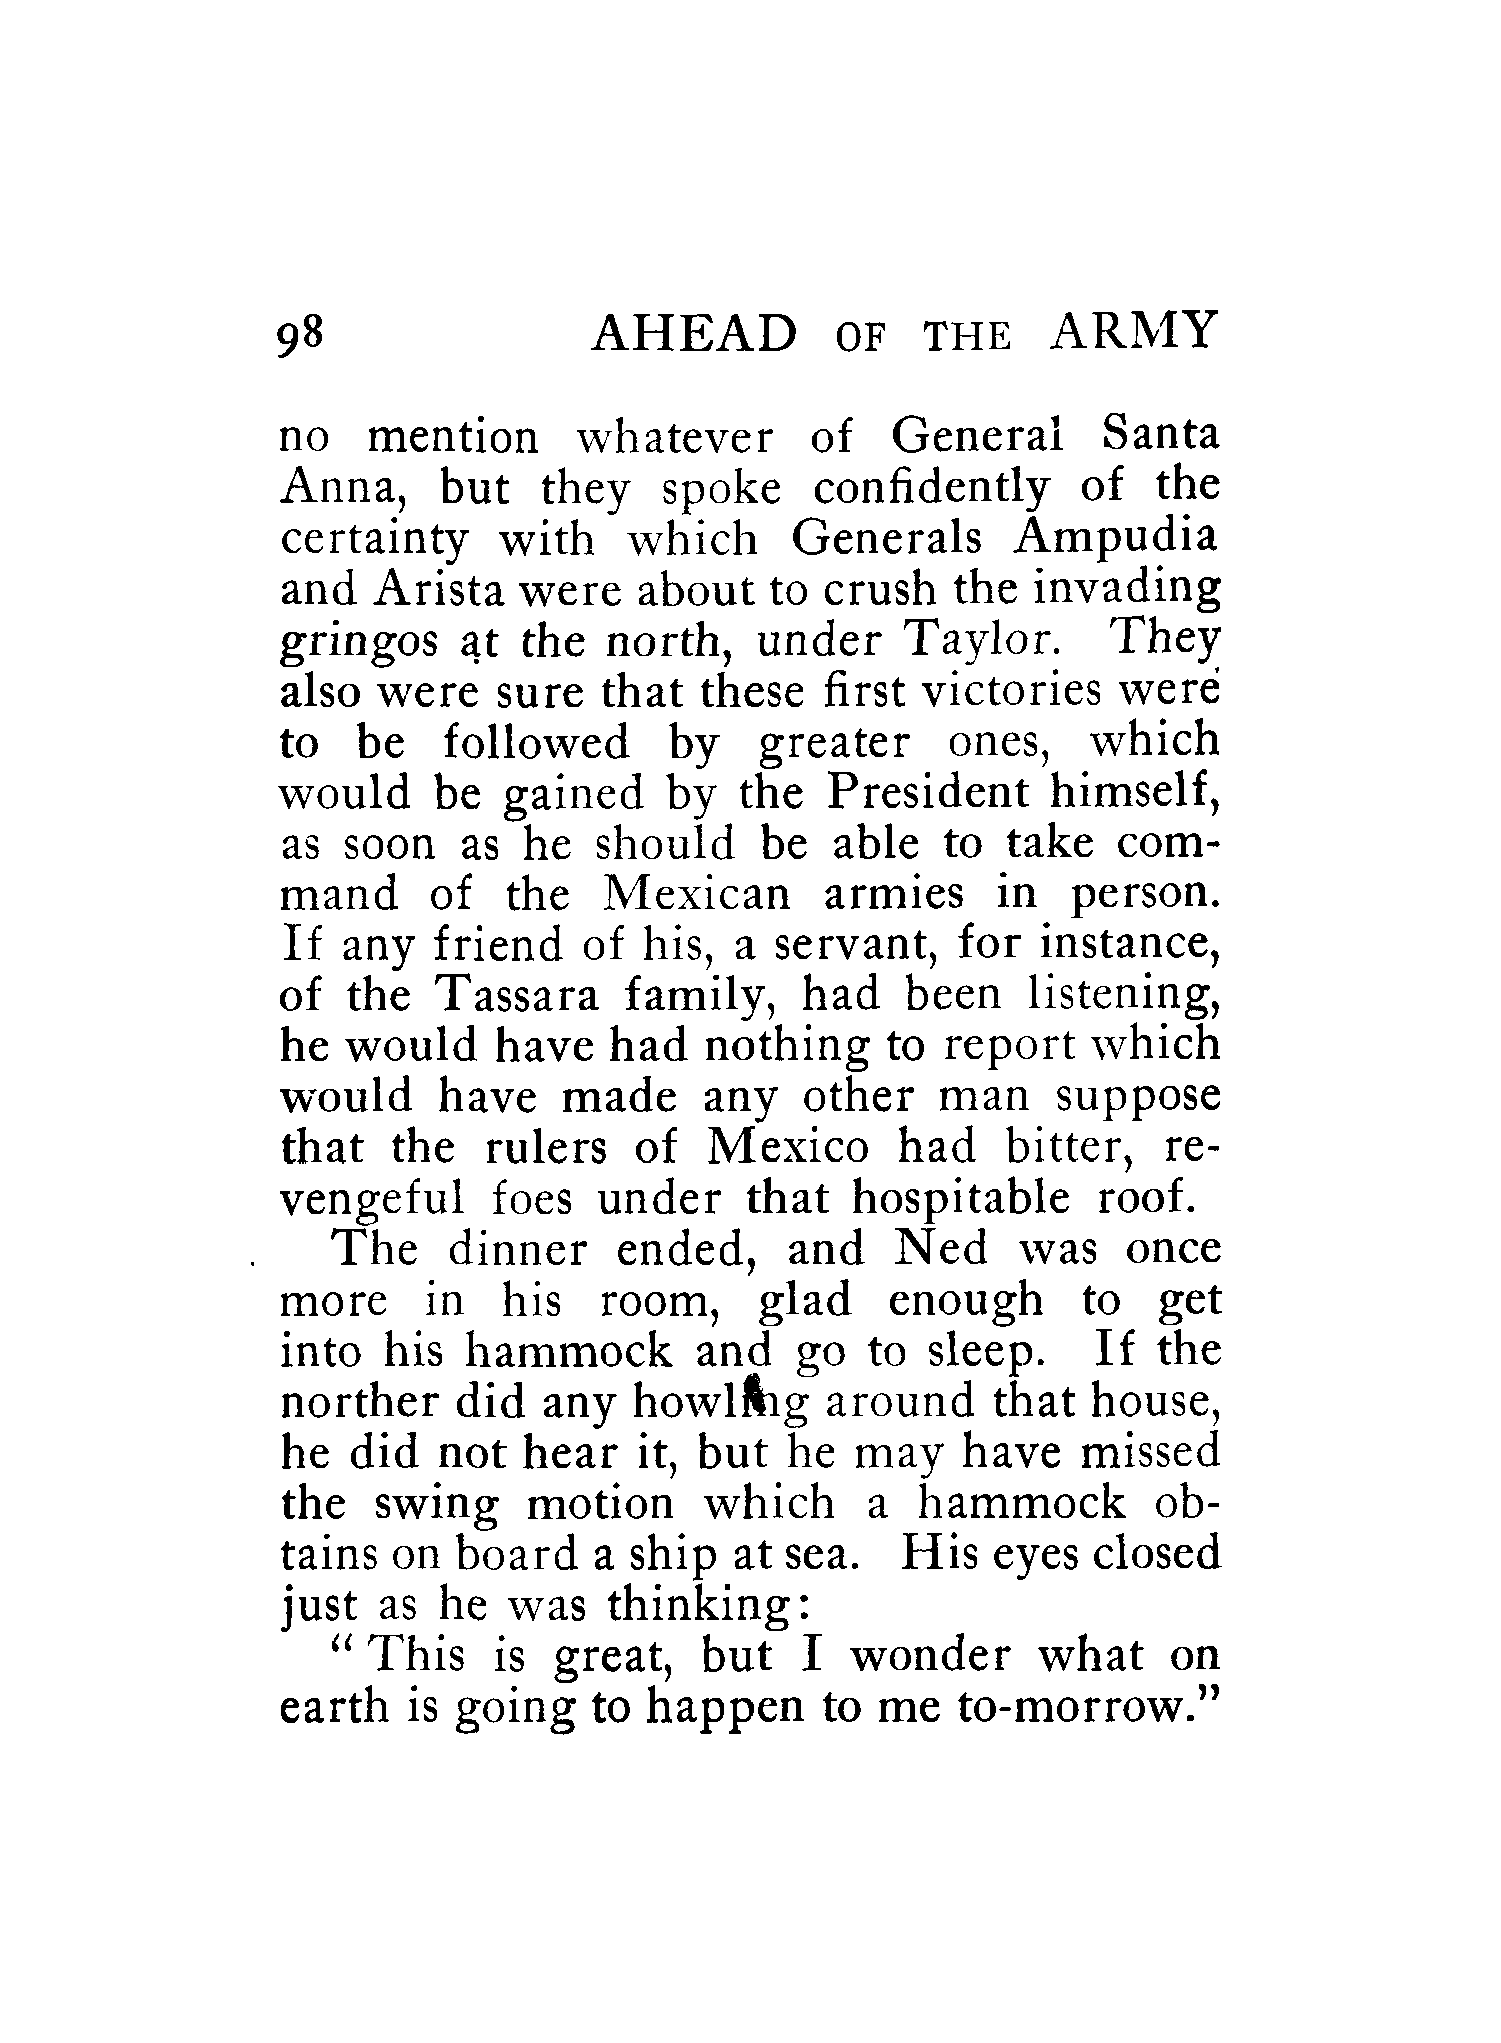 98 AHEAD OF THE ARMY
no mention whatever of General Santa
Anna, but they spoke confidently of the
certainty with which Generals Ampudia
and Arista were about to crush the invading
gringos at the north, under Taylor. They
also were sure that these first victories were
to be followed by greater ones, which
would be gained by the President himself,
as soon as he should be able to take com-
mand of the Mexican armies in person.
If any friend of his, a servant, for instance,
of the Tassara family, had been listening,
he would have had nothing to report which
would have made any other man suppose
that the rulers of Mexico had bitter, re-
vengeful foes under that hospitable roof.
The dinner ended, and Ned was once
more in his room, glad enough to get
into his hammock and go to sleep. If the
norther did any howling around that house,
he did not hear it, but he may have missed
the swing motion which a hammock ob-
tains on board a ship at sea. His eyes closed
just as he was thinking:
"This is great, but I wonder what on
earth is going to happen to me to-morrow."